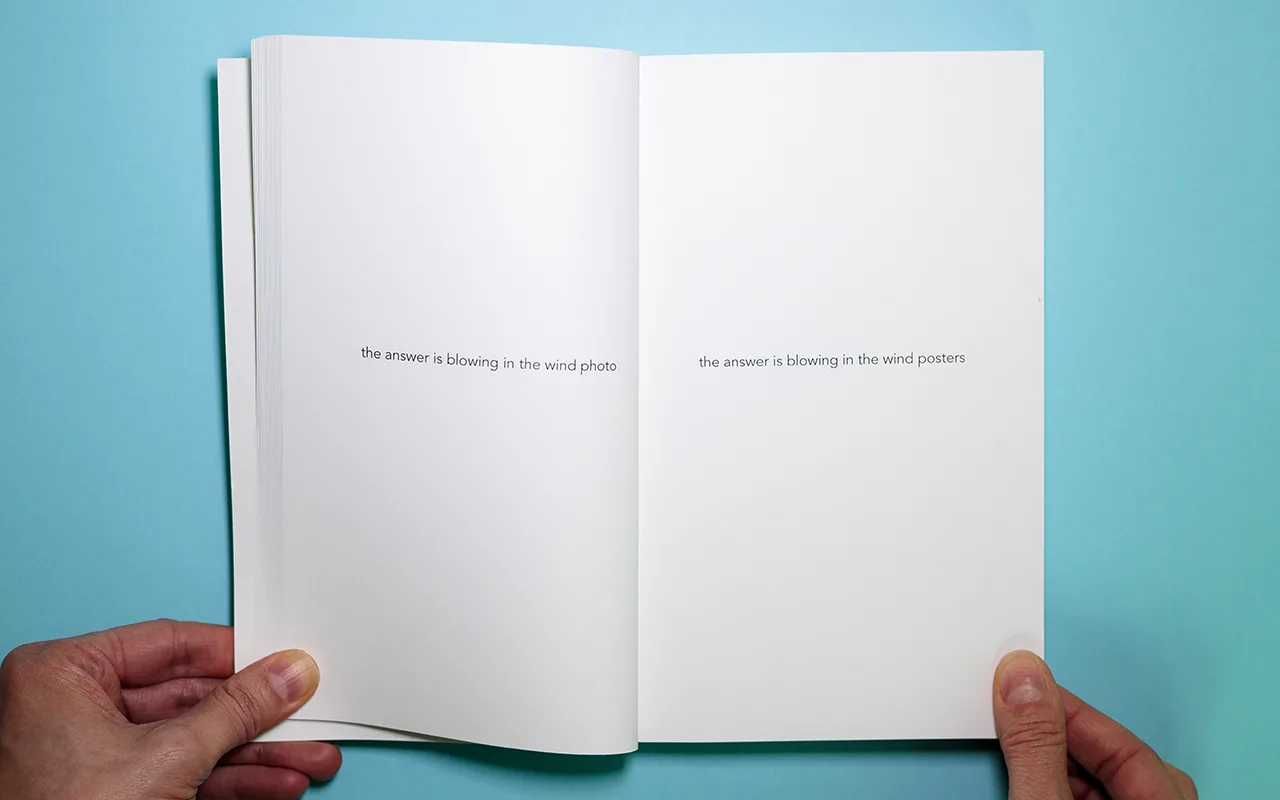 the answer is blowing in the wind photo
the answer is blowing in the wind posters